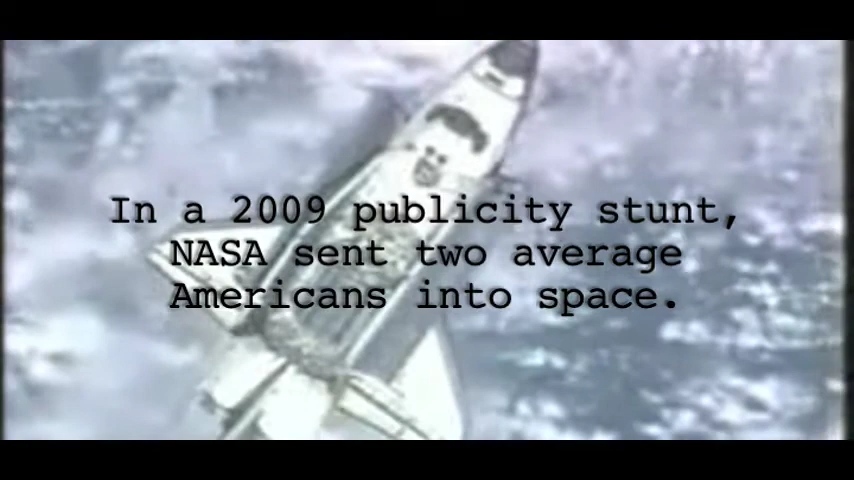 In a 2009 publicity stunt,
NASA sent two average
Americans into space.